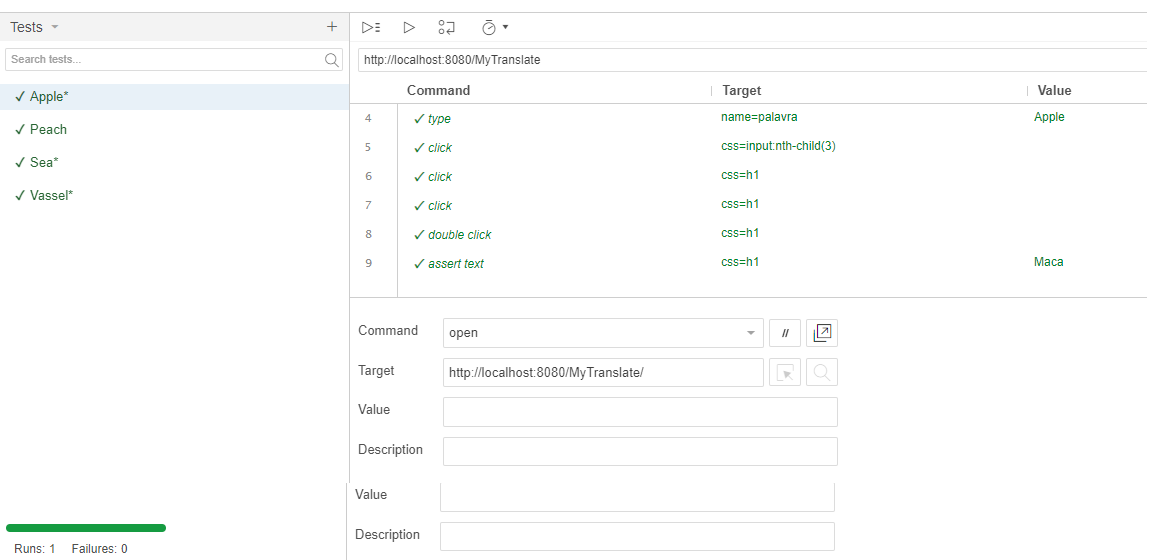 Tests
Search tests...
Apple*
Peach
Sea*
Vassel*
Runs: 1 Failures: 0
http://localhost:8080/MyTranslate
Command Target Value
4 type name=palavra Apple
5 click css=input:nth-child(3)
6 click css=h1
7 click css=h1
8 double click css=h1
9 assert text css=h1 Maca
Command open //
Target http://localhost:8080/MyTranslate/
Value
Description
Value
Description